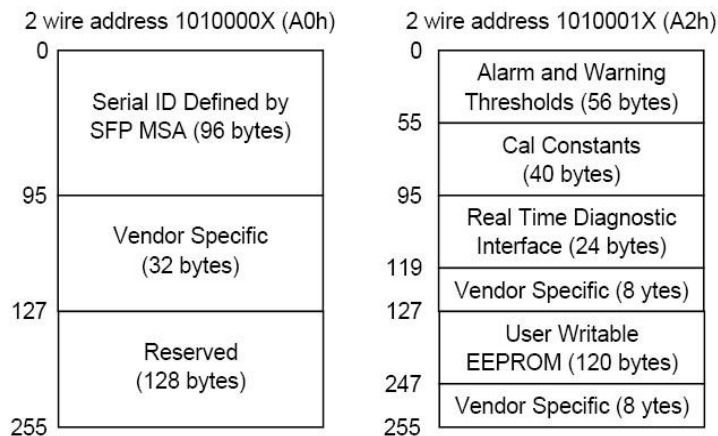 2 wire address 1010000X (A0h)
0
Serial ID Defined by
SFP MSA (96 bytes)
95
Vendor Specific
(32 bytes)
127
Reserved
(128 bytes)
255
2 wire address 1010001X (A2h)
0
Alarm and Warning
Thresholds (56 bytes)
55
Cal Constants
(40 bytes)
95
Real Time Diagnostic
Interface (24 bytes)
119
Vendor Specific (8 ytes)
127
User Writable
EEPROM (120 bytes)
247
Vendor Specific (8 ytes)
255